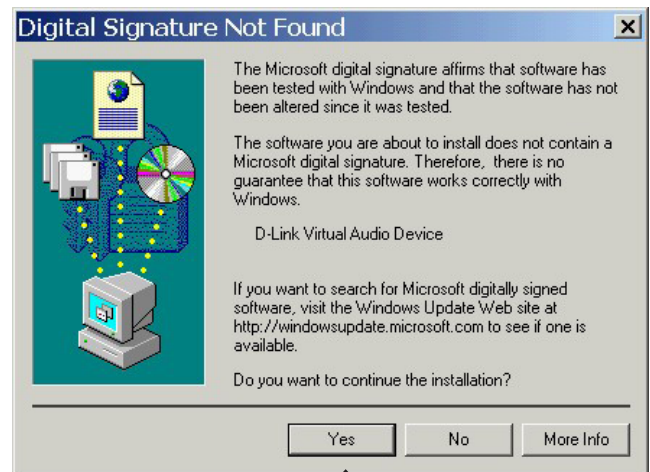 Digital Signature Not Found
The Microsoft digital signature affirms that software has
been tested with Windows and that the software has not
been altered since it was tested.
The software you are about to install does not contain a
Microsoft digital signature. Therefore,  there is no
guarantee that this software works correctly with
Windows.
D-Link Virtual Audio Device
If you want to search for Microsoft digitally signed
software, visit the Windows Update Web site at
http://windowsupdate.microsoft.com to see if one is
available.
Do you want to continue the installation?
Yes No More Info